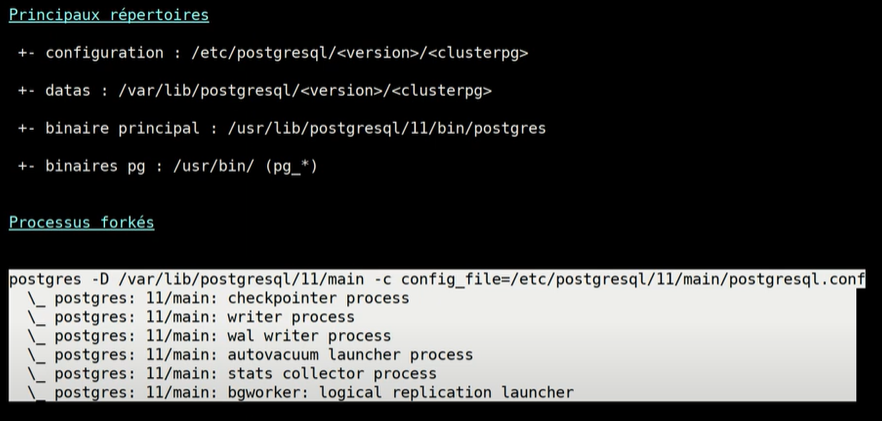 Principaux répertoires
+- configuration : /etc/postgresql/<version>/<clusterpg>
+- datas : /var/lib/postgresql/<version>/<clusterpg>
+- binaire principal : /usr/lib/postgresql/11/bin/postgres
+- binaires pg : /usr/bin/ (pg_*)
Processus forkés
postgres -D /var/lib/postgresql/11/main -c config_file=/etc/postgresql/11/main/postgresql.conf
\_ postgres: 11/main: checkpointer process
\_ postgres: 11/main: writer process
\_ postgres: 11/main: wal writer process
\_ postgres: 11/main: autovacuum launcher process
\_ postgres: 11/main: stats collector process
\_ postgres: 11/main: bgworker: logical replication launcher